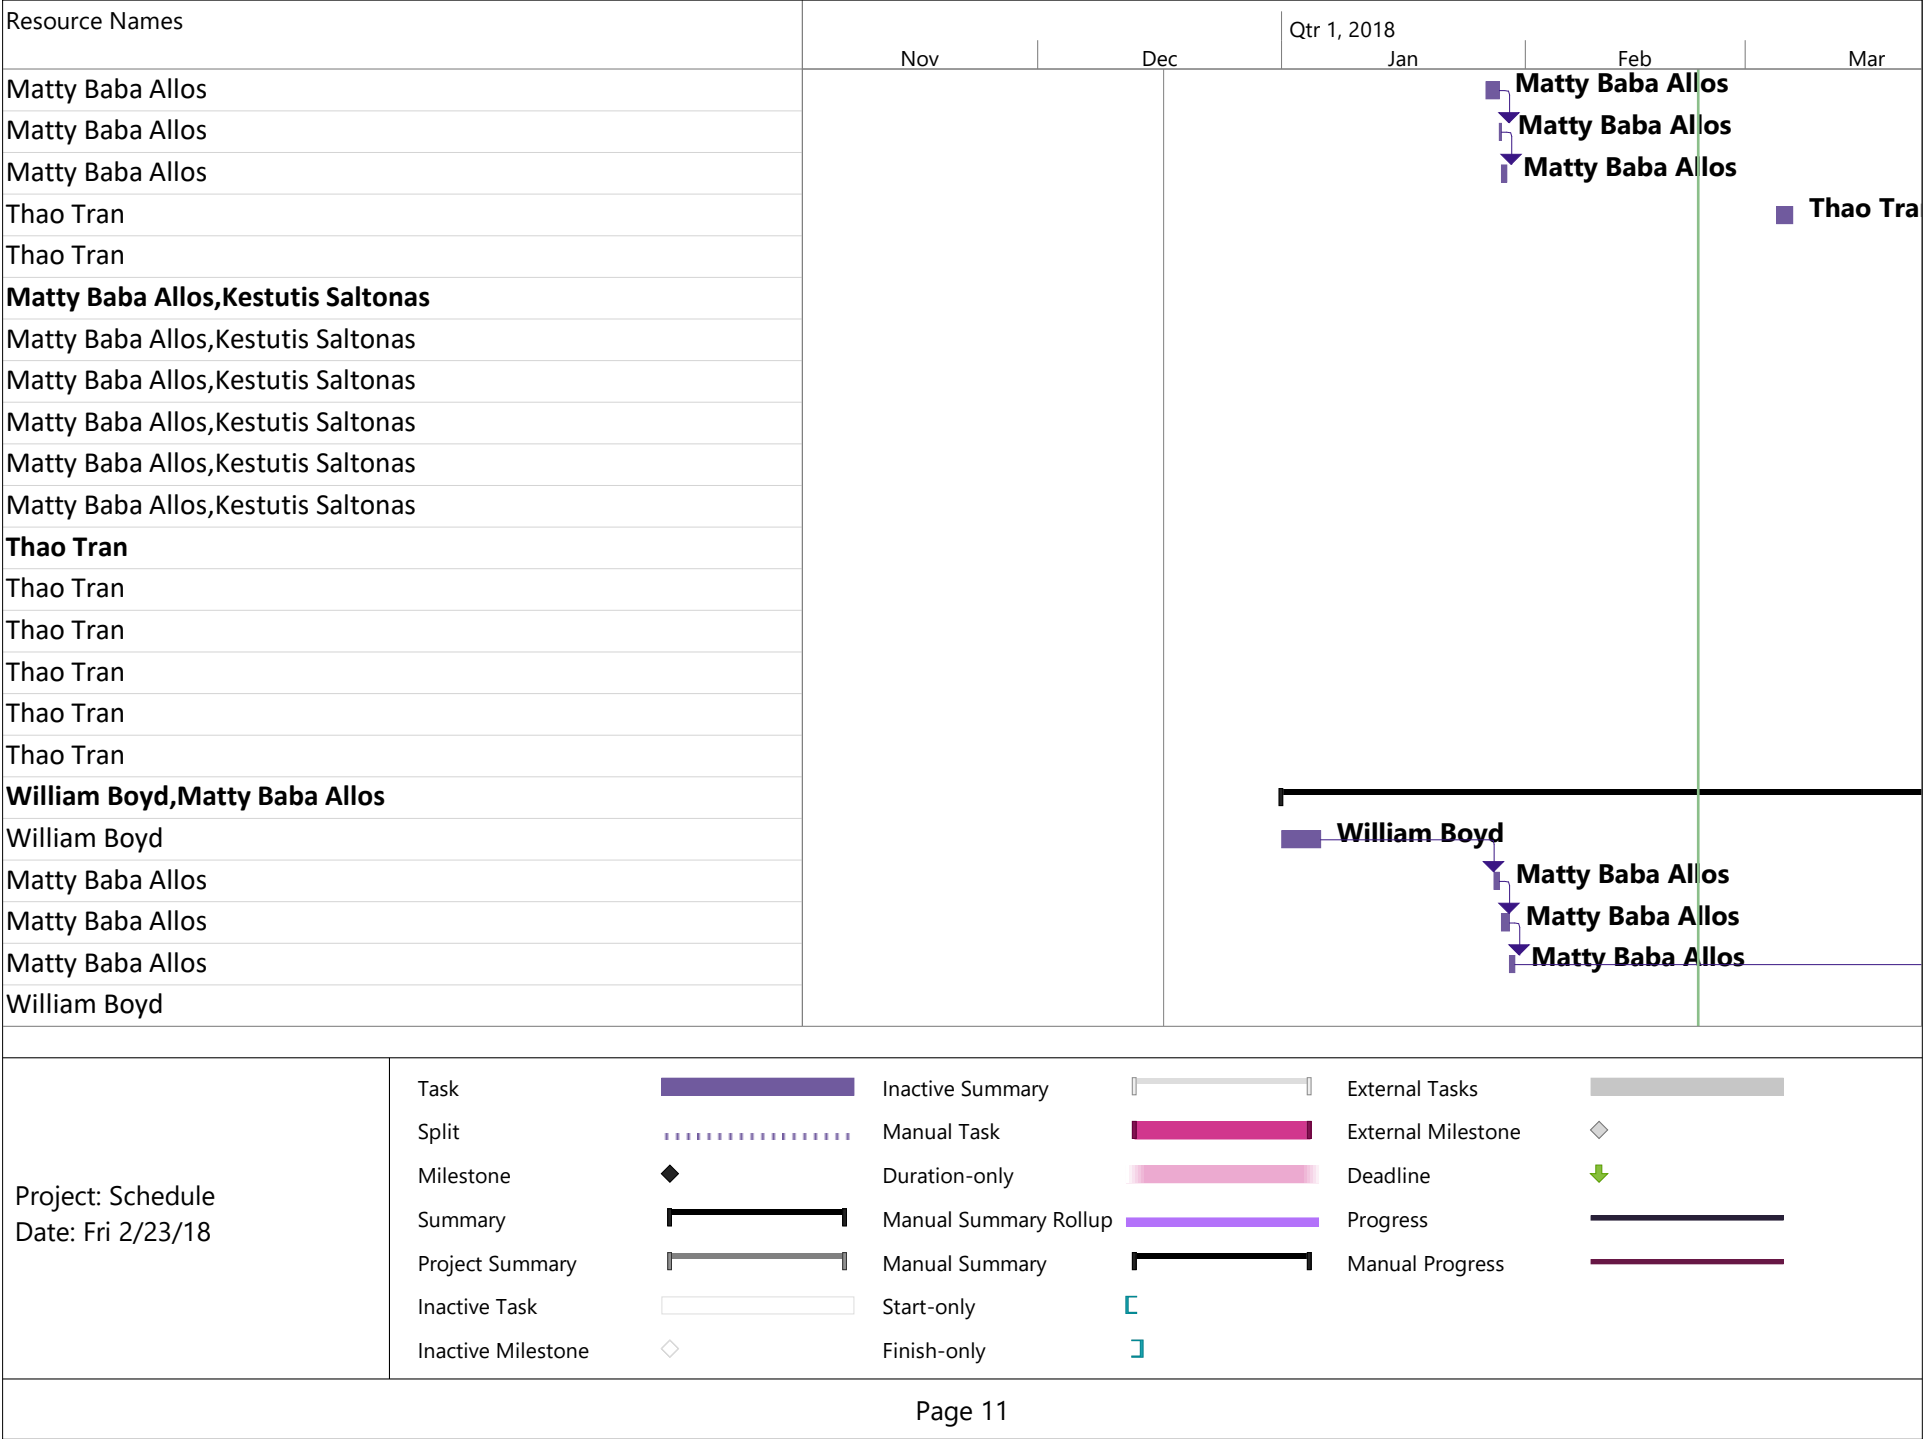 Resource Names
Qtr 1, 2018
Nov Dec Jan Feb Mar
Matty Baba Allos Matty Baba Allos
Matty Baba Allos Matty Baba Allos
Matty Baba Allos Matty Baba Allos
Thao Tran Thao Tra
Thao Tran
Matty Baba Allos,Kestutis Saltonas
Matty Baba Allos,Kestutis Saltonas
Matty Baba Allos,Kestutis Saltonas
Matty Baba Allos,Kestutis Saltonas
Matty Baba Allos,Kestutis Saltonas
Matty Baba Allos,Kestutis Saltonas
Thao Tran
Thao Tran
Thao Tran
Thao Tran
Thao Tran
Thao Tran
William Boyd,Matty Baba Allos
William Boyd William Boyd
Matty Baba Allos Matty Baba Allos
Matty Baba Allos Matty Baba Allos
Matty Baba Allos Matty Baba Allos
William Boyd
Project: Schedule
Date: Fri 2/23/18
Task
Split
Milestone
Summary
Project Summary
Inactive Task
Inactive Milestone
Inactive Summary
Manual Task
Duration-only
Manual Summary Rollup
Manual Summary
Start-only
Finish-only
External Tasks
External Milestone
Deadline
Progress
Manual Progress
Page 11